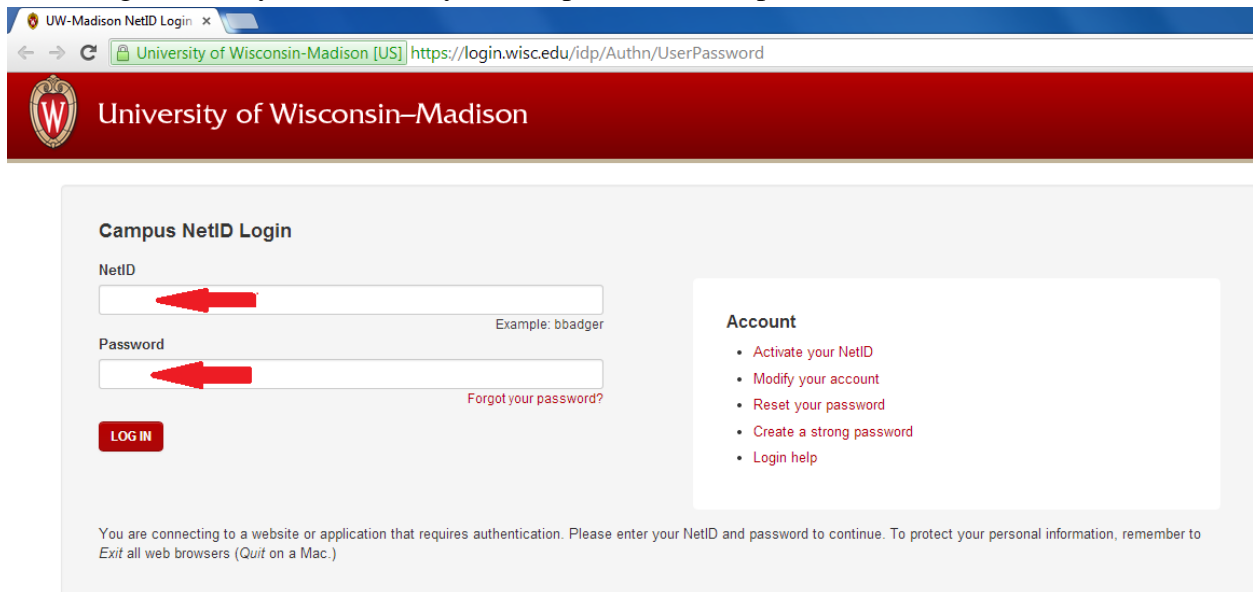 UW-Madison NetID Login ×
University of Wisconsin-Madison [US] https://login.wisc.edu/idp/Authn/UserPassword
W University of Wisconsin–Madison
Campus NetID Login
NetID
Example: bbadger
Password
Forgot your password?
LOG IN
Account
• Activate your NetID
• Modify your account
• Reset your password
• Create a strong password
• Login help
You are connecting to a website or application that requires authentication. Please enter your NetID and password to continue. To protect your personal information, remember to
Exit all web browsers (Quit on a Mac.)